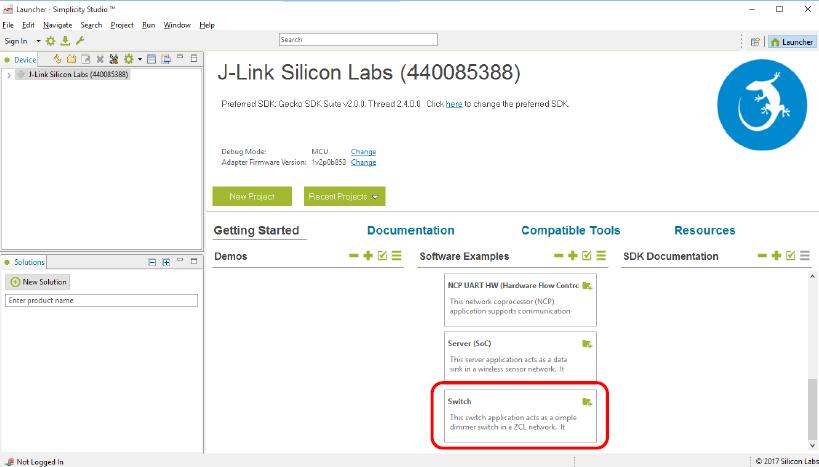 Launcher - Simplicity Studio ™
File Edit Navigate Search Project Run Window Help
Sign In
Search
Launcher
Device
J-Link Silicon Labs (440085388)
J-Link Silicon Labs (440085388)
Preferred SDK: Gecko SDK Suite v2.0.0: Thread 2.4.0.0 Click here to change the preferred SDK.
Debug Mode: MCU Change
Adapter Firmware Version: 1v2p0b853 Change
New Project
Recent Projects
Getting Started Documentation Compatible Tools Resources
Demos
Software Examples
SDK Documentation
Solutions
New Solution
Enter product name
NCP UART HW (Hardware Flow Contrc
This network coprocessor (NCP)
application supports communication
Server (SoC)
This server application acts as a data
sink in a wireless sensor network. It
Switch
This switch application acts as a simple
dimmer switch in a ZCL network. It
Not Logged In
© 2017 Silicon Labs